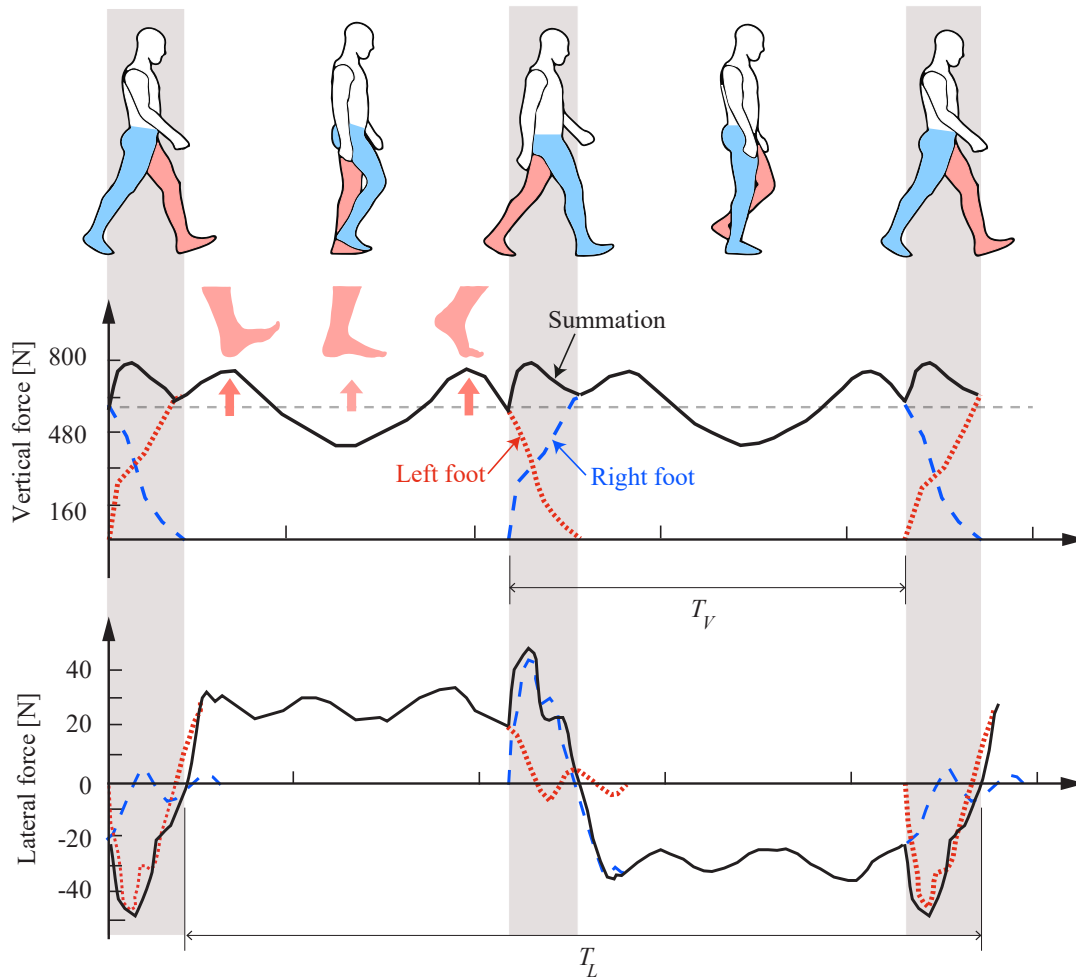 Summation
Vertical force [N]
800
480
160
Left foot
Right foot
T_V
Lateral force [N]
40
20
0
-20
-40
T_L